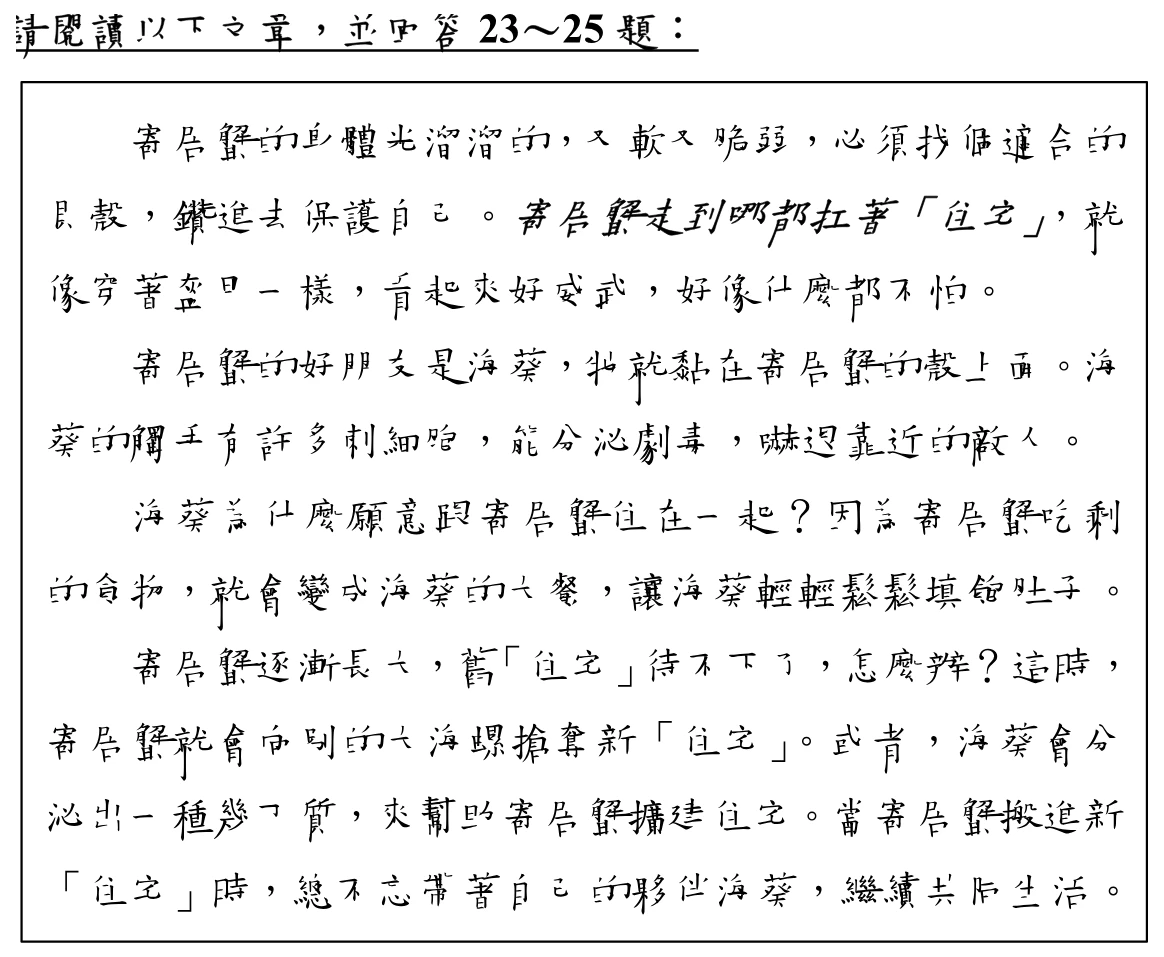 請閱讀以下文章，並回答 23～25 題：
寄居蟹的身體光溜溜的，又軟又脆弱，必須找個適合的
貝殼，鑽進去保護自己。寄居蟹走到哪都扛著「住宅」，就
像穿著盔甲一樣，看起來好威武，好像什麼都不怕。
寄居蟹的好朋友是海葵，牠就黏在寄居蟹的殼上面。海
葵的觸手有許多刺細胞，能分泌劇毒，嚇退靠近的敵人。
海葵為什麼願意跟寄居蟹住在一起？因為寄居蟹吃剩
的食物，就會變成海葵的大餐，讓海葵輕輕鬆鬆填飽肚子。
寄居蟹逐漸長大，舊「住宅」待不下了，怎麼辦？這時，
寄居蟹就會向別的大海螺搶奪新「住宅」。或者，海葵會分
泌出一種幾丁質，來幫助寄居蟹擴建住宅。當寄居蟹搬進新
「住宅」時，總不忘帶著自己的夥伴海葵，繼續共同生活。